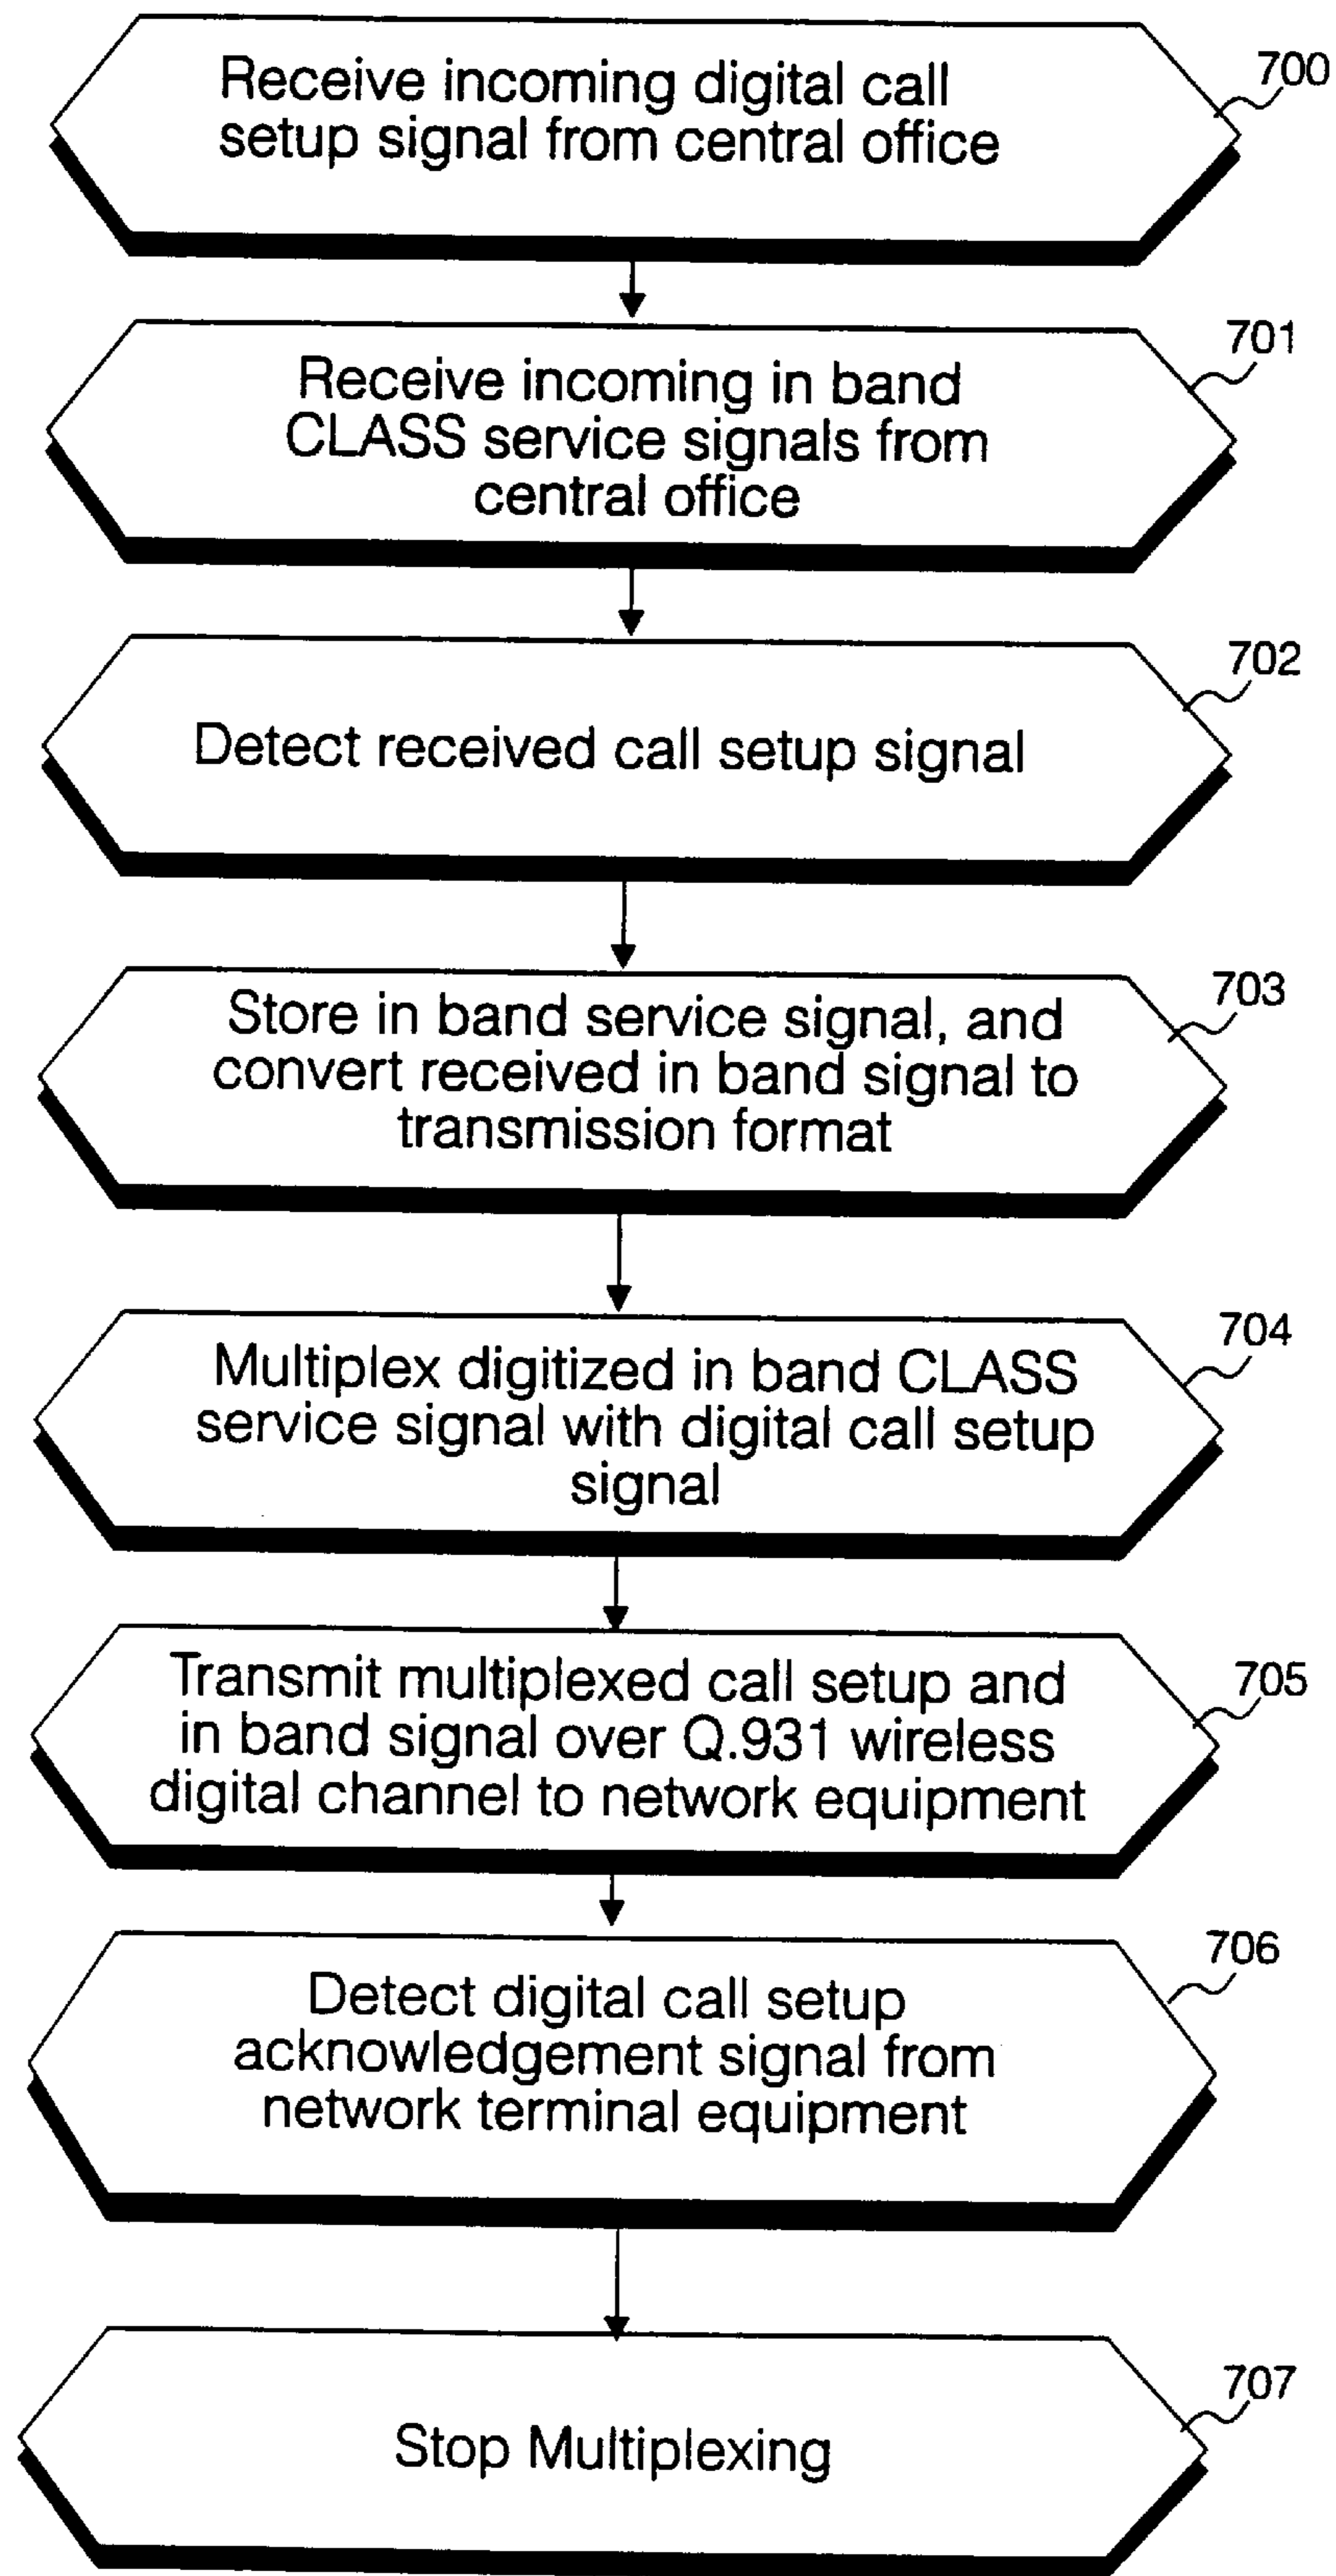 Receive incoming digital call
setup signal from central office
700
Receive incoming in band
CLASS service signals from
central office
701
Detect received call setup signal
702
Store in band service signal, and
convert received in band signal to
transmission format
703
Multiplex digitized in band CLASS
service signal with digital call setup
signal
704
Transmit multiplexed call setup and
in band signal over Q.931 wireless
digital channel to network equipment
705
Detect digital call setup
acknowledgement signal from
network terminal equipment
706
Stop Multiplexing
707